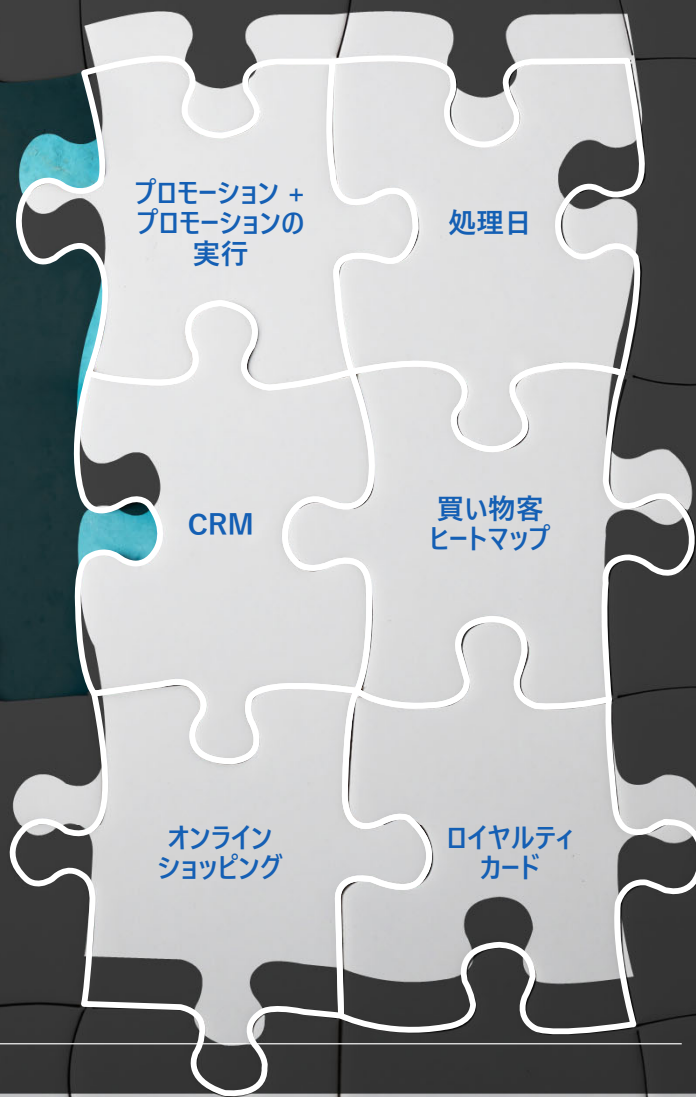 プロモーション +
プロモーションの
実行
処理日
CRM
買い物客
ヒートマップ
オンライン
ショッピング
ロイヤルティ
カード